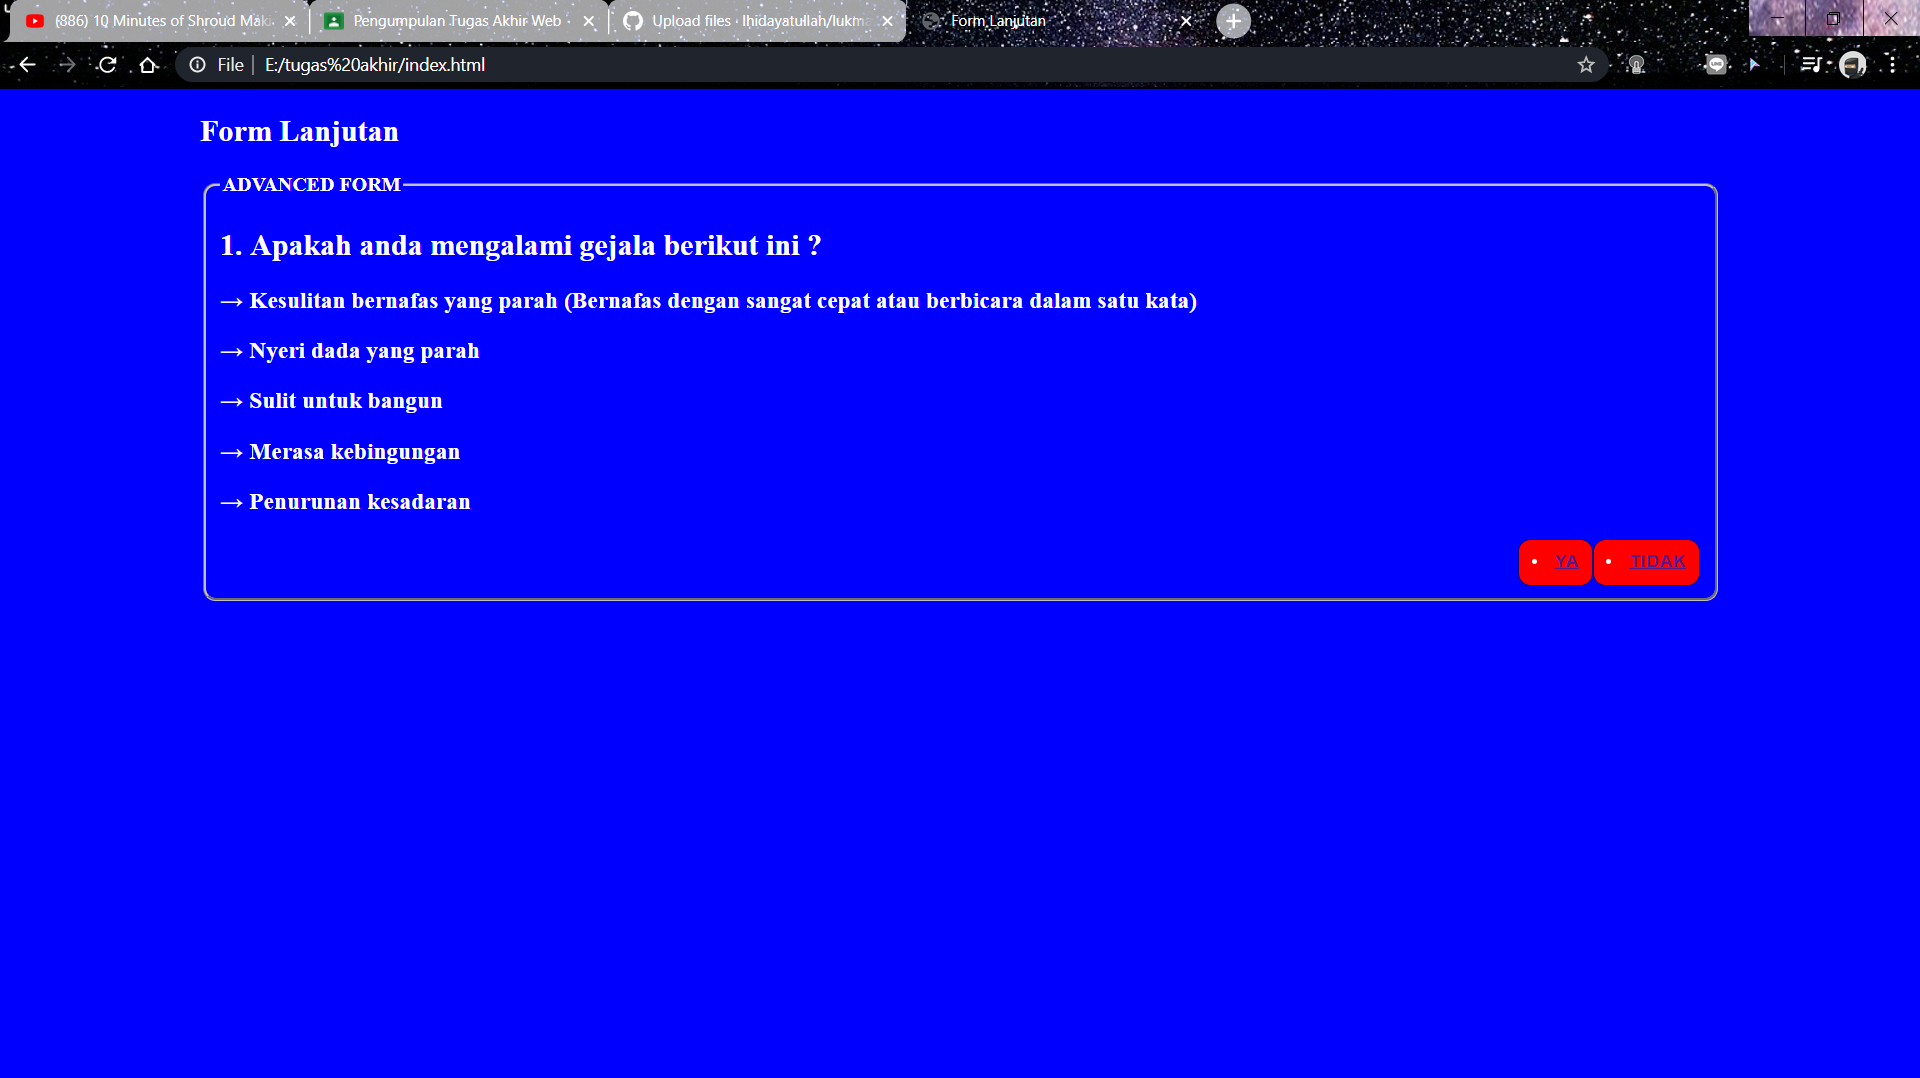 (886) 10 Minutes of Shroud Mak
Pengumpulan Tugas Akhir Web
Upload files · lhidayatullah/lukm
Form Lanjutan
File | E:/tugas%20akhir/index.html
Form Lanjutan
ADVANCED FORM
1. Apakah anda mengalami gejala berikut ini ?
→ Kesulitan bernafas yang parah (Bernafas dengan sangat cepat atau berbicara dalam satu kata)
→ Nyeri dada yang parah
→ Sulit untuk bangun
→ Merasa kebingungan
→ Penurunan kesadaran
• YA • TIDAK